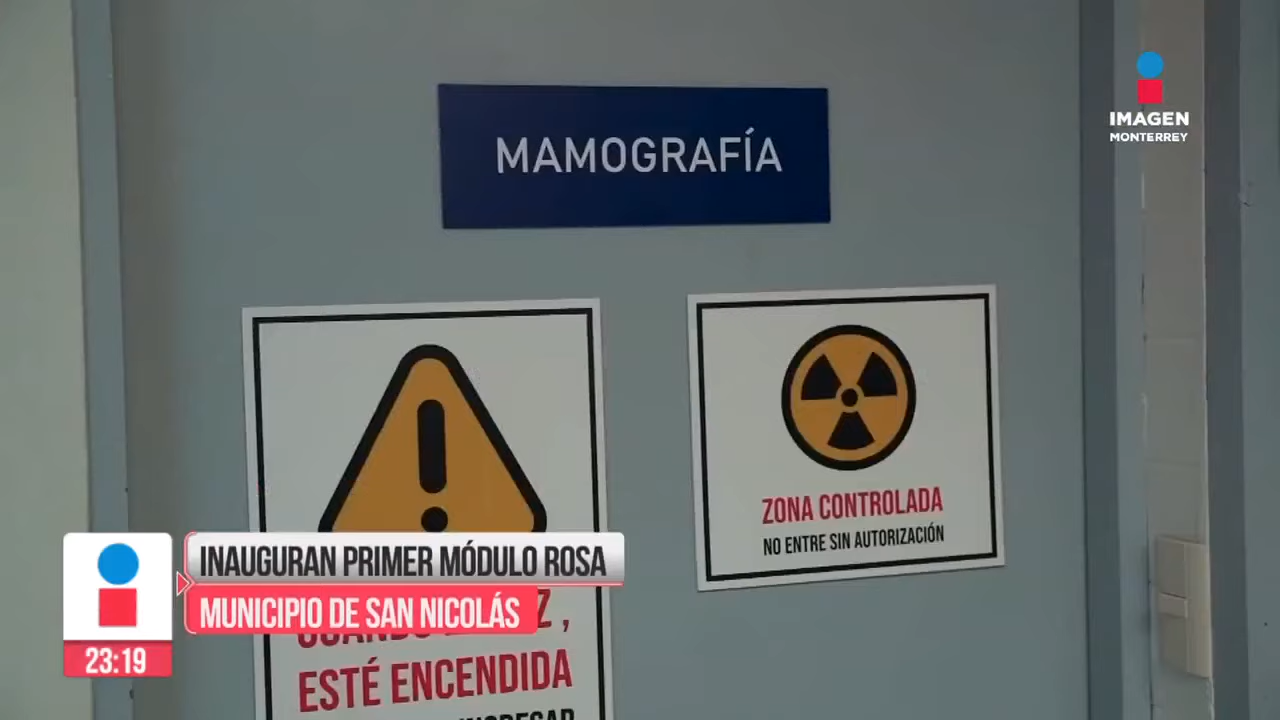 IMAGEN
MONTERREY
MAMOGRAFÍA
ZONA CONTROLADA
NO ENTRE SIN AUTORIZACIÓN
INAUGURAN PRIMER MÓDULO ROSA
MUNICIPIO DE SAN NICOLÁS
23:19
ESTÉ ENCENDIDA